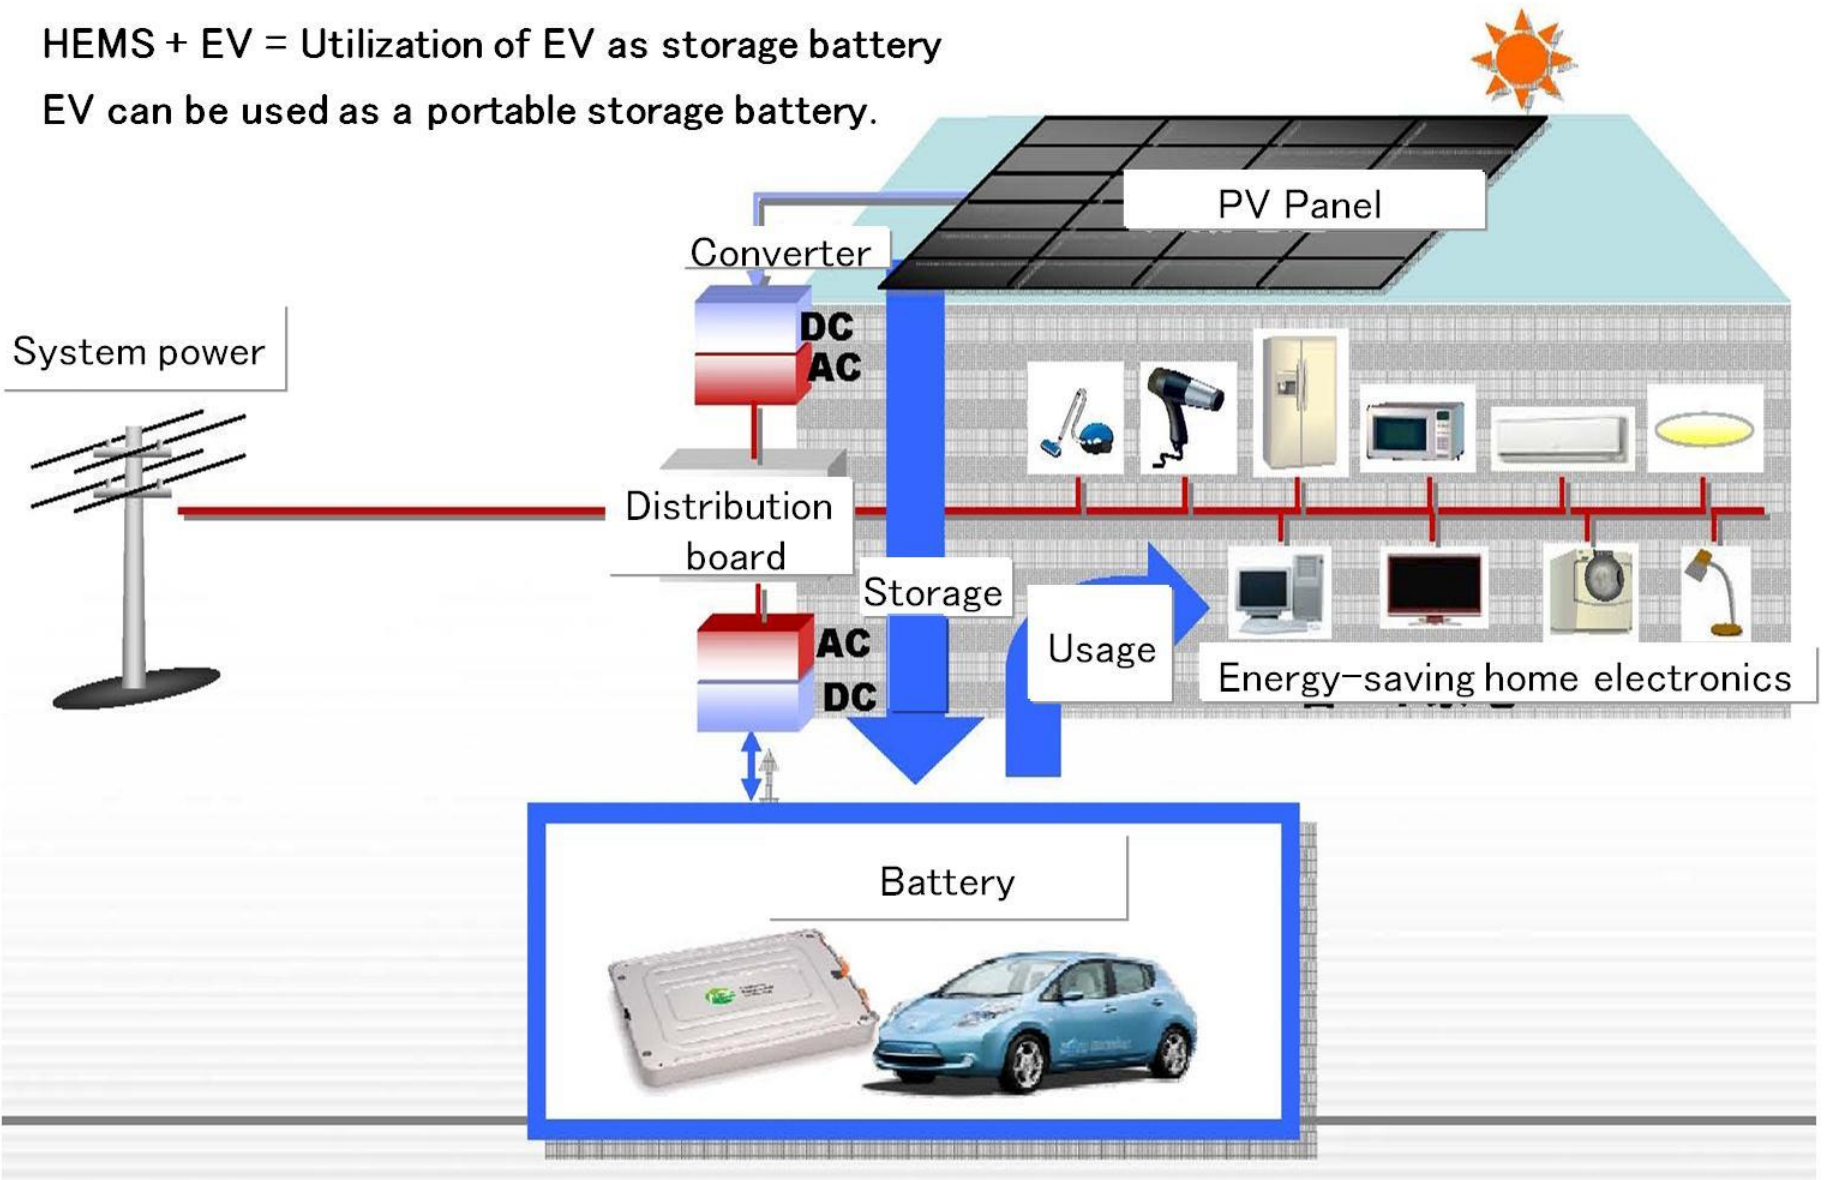 HEMS + EV = Utilization of EV as storage battery
EV can be used as a portable storage battery.
PV Panel
Converter
DC
AC
System power
Distribution
board
Storage
Usage
AC
DC
Energy-saving home electronics
Battery